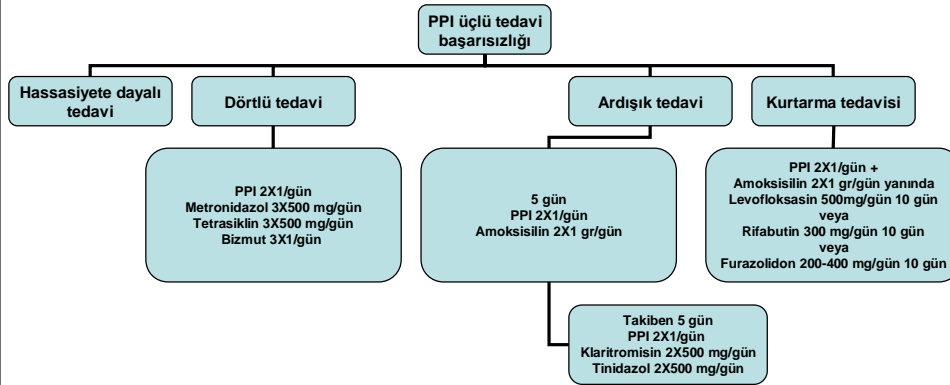 PPI üçlü tedavi
başarısızlığı
Hassasiyete dayalı
tedavi
Dörtlü tedavi
Ardışık tedavi
Kurtarma tedavisi
PPI 2X1/gün
Metronidazol 3X500 mg/gün
Tetrasiklin 3X500 mg/gün
Bizmut 3X1/gün
5 gün
PPI 2X1/gün
Amoksisilin 2X1 gr/gün
PPI 2X1/gün +
Amoksisilin 2X1 gr/gün yanında
Levofloksasin 500mg/gün 10 gün
veya
Rifabutin 300 mg/gün 10 gün
veya
Furazolidon 200-400 mg/gün 10 gün
Takiben 5 gün
PPI 2X1/gün
Klaritromisin 2X500 mg/gün
Tinidazol 2X500 mg/gün